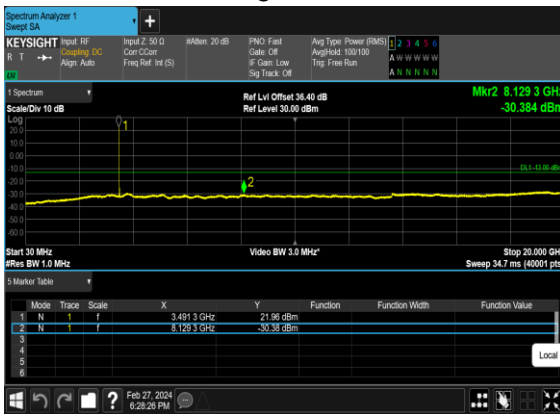 Spectrum Analyzer 1
Swept SA
+
KEYSIGHT Input: RF Input Z: 50 Ω #Atten: 20 dB PNO: Fast Avg Type: Power (RMS) 1 2 3 4 5 6
R T Coupling: DC Corr CCorr Gate: Off Avg|Hold: 100/100 A W W W W W
Align: Auto Freq Ref: Int (S) IF Gain: Low Trig: Free Run
Sig Track: Off A N N N N N
1 Spectrum
Scale/Div 10 dB Ref Lvl Offset 36.40 dB Mkr2 8.129 3 GHz
Log Ref Level 30.00 dBm -30.384 dBm
20.0
10.0
0.00
-10.0
DL1 -13.00 dBm
-20.0
-30.0
-40.0
-50.0
-60.0
1
2
Start 30 MHz Video BW 3.0 MHz* Stop 20.000 GH
#Res BW 1.0 MHz Sweep 34.7 ms (40001 pts
5 Marker Table
Mode Trace Scale X Y Function Function Width Function Value
1 N 1 f 3.491 3 GHz 21.96 dBm
2 N 1 f 8.129 3 GHz -30.38 dBm
3
4
5
6
Local
? Feb 27, 2024
6:28:26 PM